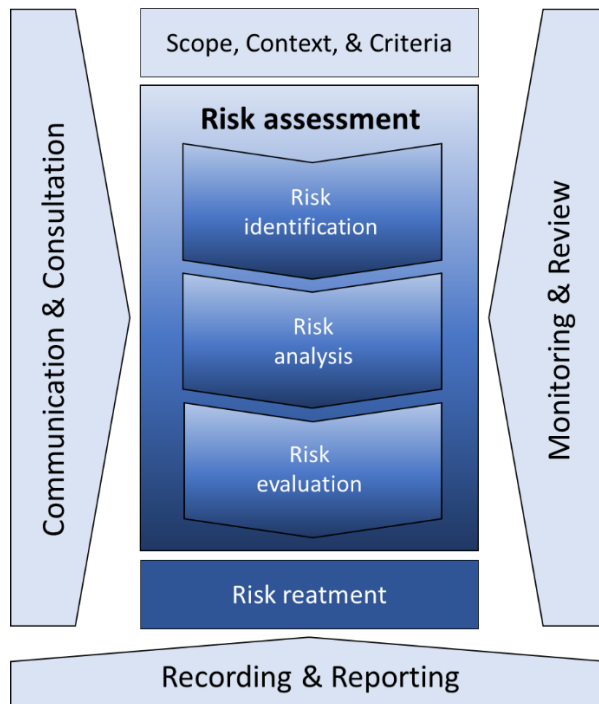 Scope, Context, & Criteria
Communication & Consultation
Risk assessment
Risk
identification
Risk
analysis
Risk
evaluation
Monitoring & Review
Risk reatment
Recording & Reporting